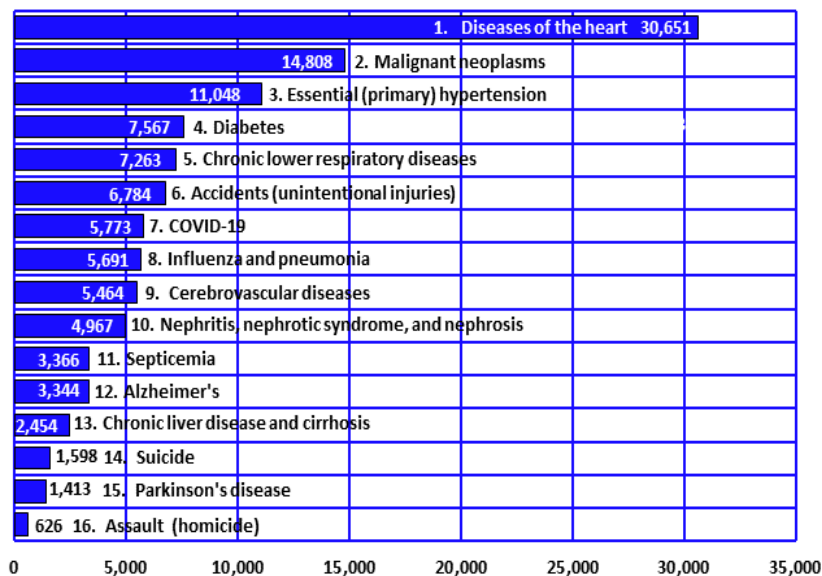 1. Diseases of the heart 30,651
14,808 2. Malignant neoplasms
11,048 3. Essential (primary) hypertension
7,567 4. Diabetes
7,263 5. Chronic lower respiratory diseases
6,784 6. Accidents (unintentional injuries)
5,773 7. COVID-19
5,691 8. Influenza and pneumonia
5,464 9. Cerebrovascular diseases
4,967 10. Nephritis, nephrotic syndrome, and nephrosis
3,366 11. Septicemia
3,344 12. Alzheimer's
2,454 13. Chronic liver disease and cirrhosis
1,598 14. Suicide
1,413 15. Parkinson's disease
626 16. Assault (homicide)
0 5,000 10,000 15,000 20,000 25,000 30,000 35,000